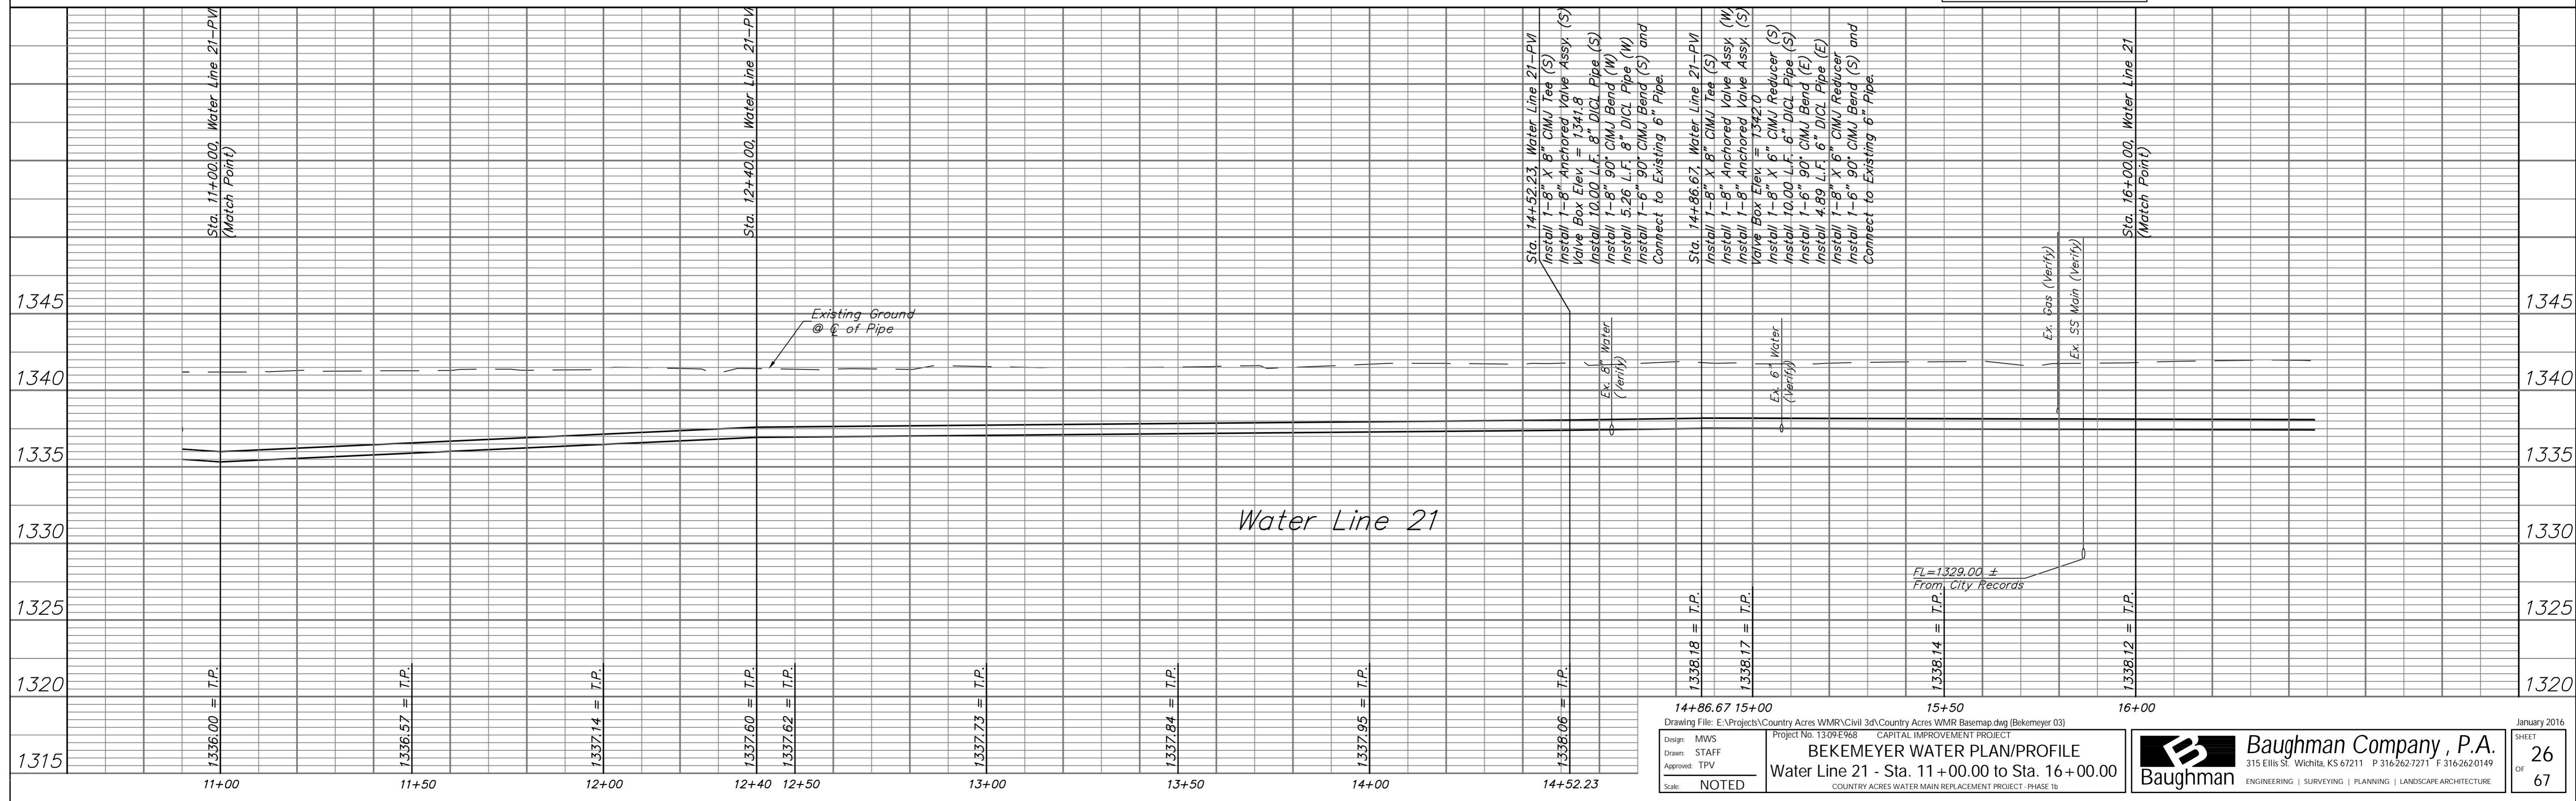 Sta. 11+00.00, Water Line 21-PVI
(Match Point)
Sta. 12+40.00, Water Line 21-PVI
Sta. 14+52.23, Water Line 21-PVI
Install 1-8" X 8" CIMJ Tee (S)
Install 1-8" Anchored Valve Assy. (S)
Valve Box Elev. = 1341.8
Install 10.00 L.F. 8" DICL Pipe (S)
Install 1-8" 90° CIMJ Bend (W)
Install 5.26 L.F. 8" DICL Pipe (W)
Install 1-6" 90° CIMJ Bend (S) and
Connect to Existing 6" Pipe.
Sta. 14+86.67, Water Line 21-PVI
Install 1-8" X 8" CIMJ Tee (S)
Install 1-8" Anchored Valve Assy. (W)
Install 1-8" Anchored Valve Assy. (S)
Valve Box Elev. = 1342.0
Install 1-8" X 6" CIMJ Reducer (S)
Install 10.00 L.F. 6" DICL Pipe (S)
Install 1-6" 90° CIMJ Bend (E)
Install 4.89 L.F. 6" DICL Pipe (E)
Install 1-8" X 6" CIMJ Reducer
Install 1-6" 90° CIMJ Bend (S) and
Connect to Existing 6" Pipe.
Sta. 16+00.00, Water Line 21
(Match Point)
Ex. Gas (Verify)
Ex. SS Main (Verify)
1345
1345
Existing Ground
@ ℄ of Pipe
Ex. 8" Water
(Verify)
Ex. 6" Water
(Verify)
1340
1340
1335
1335
Water Line 21
1330
1330
FL=1329.00 ±
From City Records
1325
1325
1320
1320
1315
1336.00 = T.P.
1336.57 = T.P.
1337.14 = T.P.
1337.60 = T.P.
1337.62 = T.P.
1337.73 = T.P.
1337.84 = T.P.
1337.95 = T.P.
1338.06 = T.P.
1338.18 = T.P.
1338.17 = T.P.
1338.14 = T.P.
1338.12 = T.P.
11+00
11+50
12+00
12+40
12+50
13+00
13+50
14+00
14+52.23
14+86.67
15+00
15+50
16+00
Drawing File: E:\Projects\Country Acres WMR\Civil 3d\Country Acres WMR Basemap.dwg (Bekemeyer 03)
January 2016
Design: MWS
Drawn: STAFF
Approved: TPV
Scale: NOTED
Project No. 13-09-E968 CAPITAL IMPROVEMENT PROJECT
BEKEMEYER WATER PLAN/PROFILE
Water Line 21 - Sta. 11+00.00 to Sta. 16+00.00
COUNTRY ACRES WATER MAIN REPLACEMENT PROJECT - PHASE 1b
Baughman
Baughman Company, P.A.
315 Ellis St. Wichita, KS 67211 P 316-262-7271 F 316-262-0149
ENGINEERING | SURVEYING | PLANNING | LANDSCAPE ARCHITECTURE
SHEET
26
OF
67